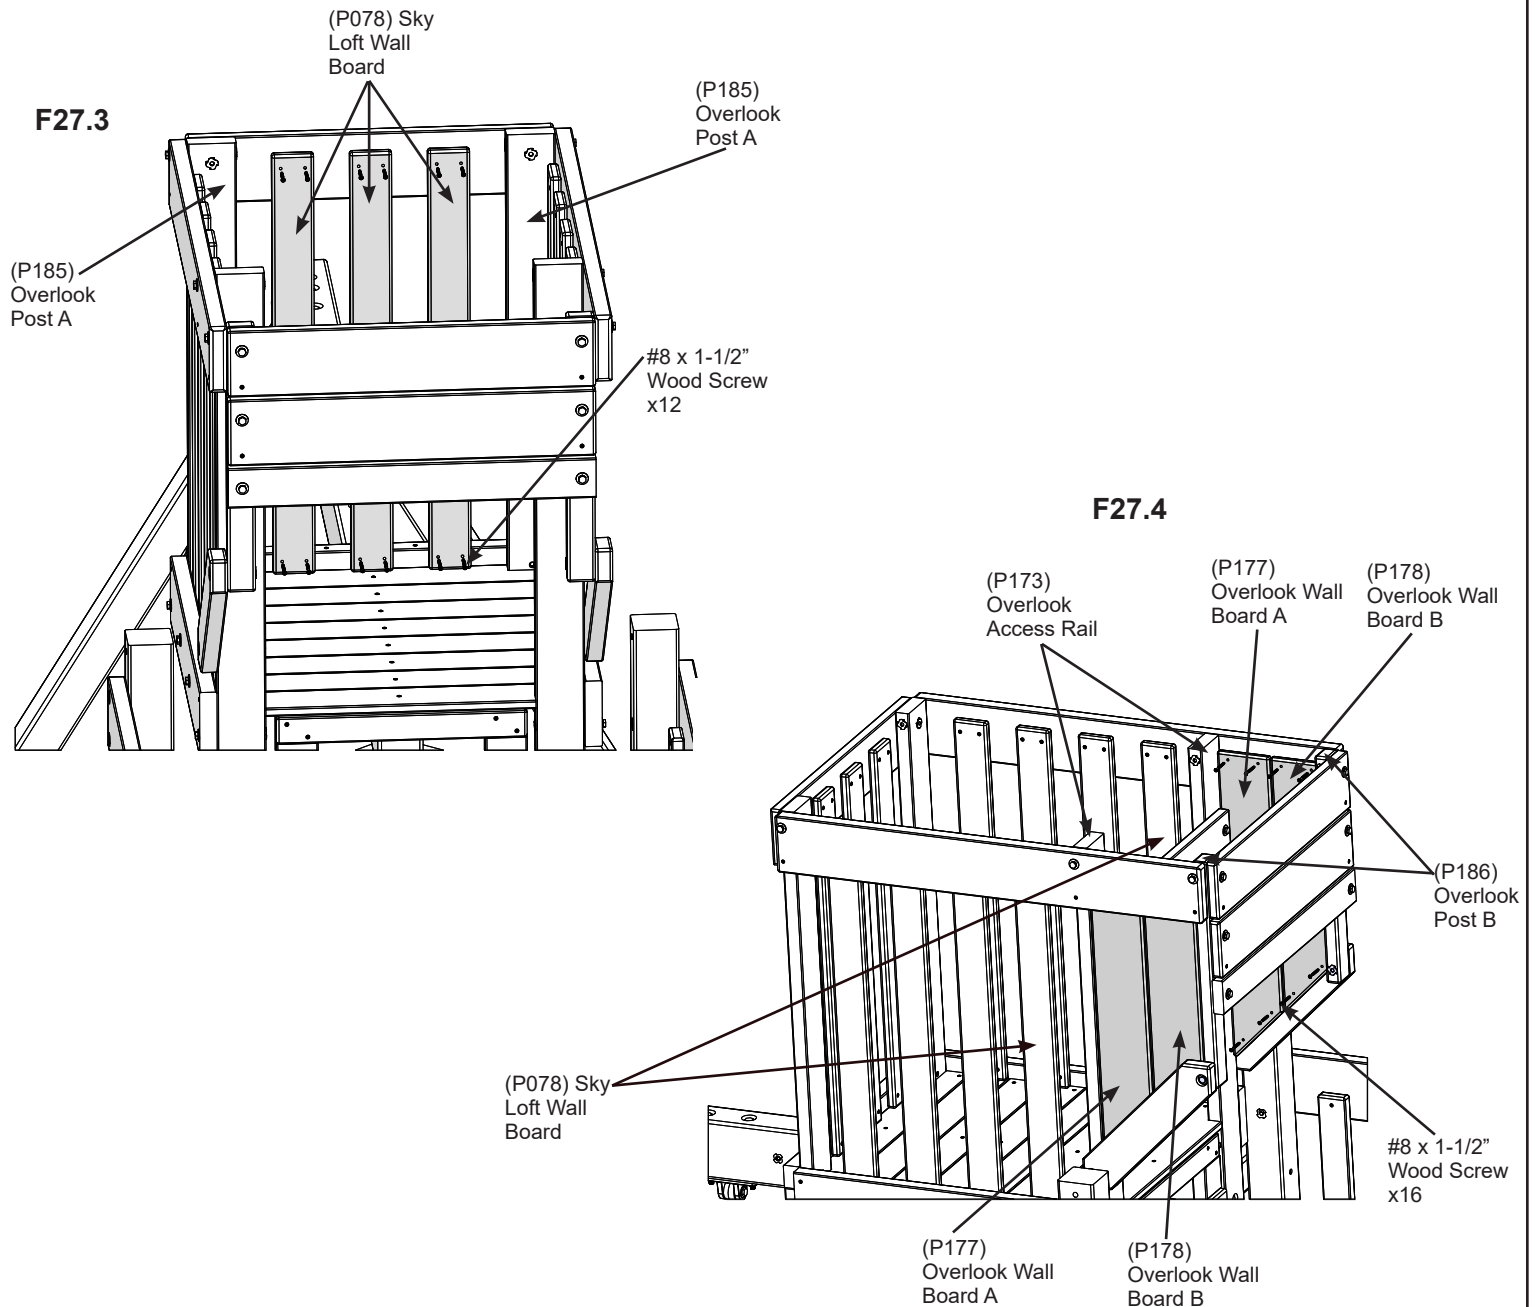 (P078) Sky
Loft Wall
Board
F27.3
(P185)
Overlook
Post A
(P185)
Overlook
Post A
#8 x 1-1/2”
Wood Screw
x12
F27.4
(P173)
Overlook
Access Rail
(P177)
Overlook Wall
Board A
(P178)
Overlook Wall
Board B
(P186)
Overlook
Post B
(P078) Sky
Loft Wall
Board
#8 x 1-1/2”
Wood Screw
x16
(P177)
Overlook Wall
Board A
(P178)
Overlook Wall
Board B